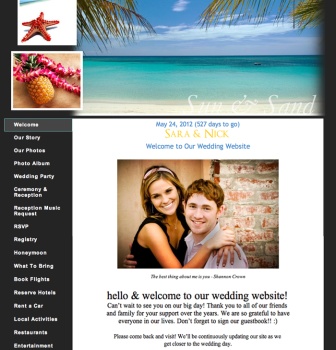 Sun & Sand
May 24, 2012 (527 days to go)
Sara & Nick
Welcome to Our Wedding Website
Welcome
Our Story
Our Photos
Photo Album
Wedding Party
Ceremony &
Reception
Reception Music
Request
RSVP
Registry
Honeymoon
What To Bring
Book Flights
Reserve Hotels
Rent a Car
Local Activities
Restaurants
Entertainment
The best thing about me is you - Shannon Crown
hello & welcome to our wedding website!
Can't wait to see you on our big day! Thank you to all of our friends
and family for your support over the years. We are so grateful to have
everyone in our lives. Don't forget to sign our guestbook!! :)
Please come back and visit! We'll be continuously updating our site as we
get closer to the wedding day.